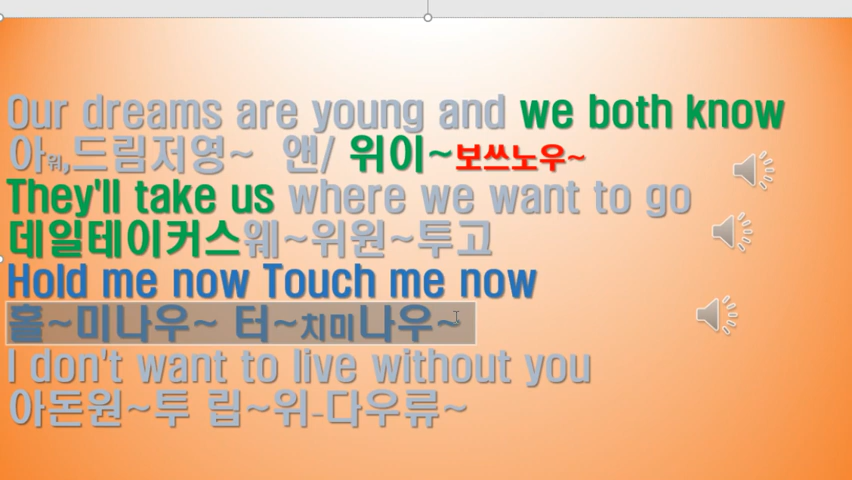 Our dreams are young and we both know
아워,드림저영~ 앤/ 위이~보쓰노우~
They'll take us where we want to go
데일테이커스웨~위원~투고
Hold me now Touch me now
홀~미나우~ 터~치미나우~
I don't want to live without you
아돈원~투 립~위-다우류~